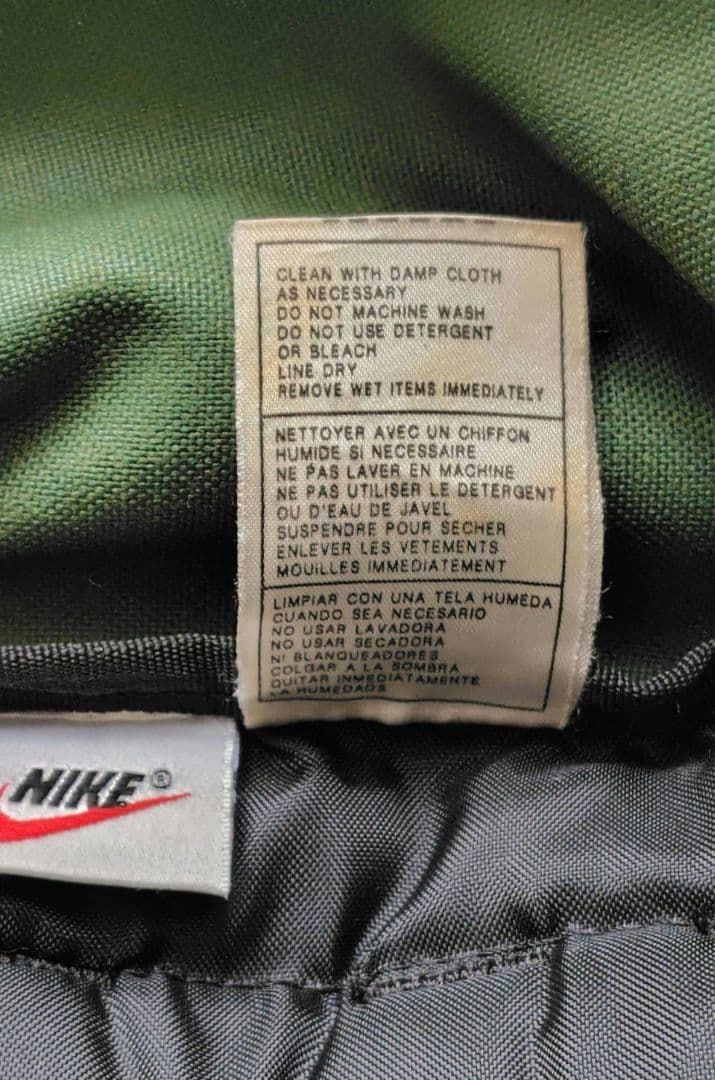 CLEAN WITH DAMP CLOTH
AS NECESSARY
DO NOT MACHINE WASH
DO NOT USE DETERGENT
OR BLEACH
LINE DRY
REMOVE WET ITEMS IMMEDIATELY
NETTOYER AVEC UN CHIFFON
HUMIDE SI NECESSAIRE
NE PAS LAVER EN MACHINE
NE PAS UTILISER LE DETERGENT
OU D'EAU DE JAVEL
SUSPENDRE POUR SECHER
ENLEVER LES VETEMENTS
MOUILLES IMMEDIATEMENT
LIMPIAR CON UNA TELA HUMEDA
CUANDO SEA NECESARIO
NO USAR LAVADORA
NO USAR SECADORA
NI BLANQUEADORES
COLGAR A LA SOMBRA
QUITAR INMEDIATAMENTE
LA HUMEDADS
NIKE®